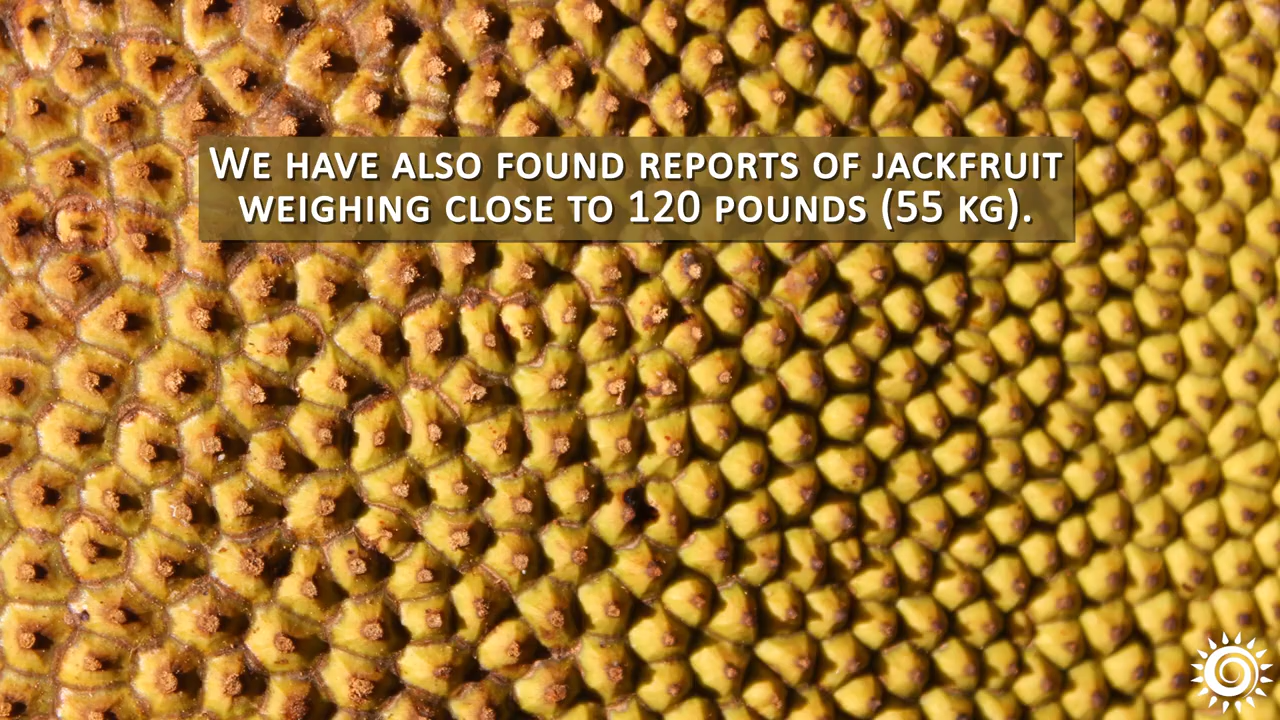 We have also found reports of jackfruit
weighing close to 120 pounds (55 kg).